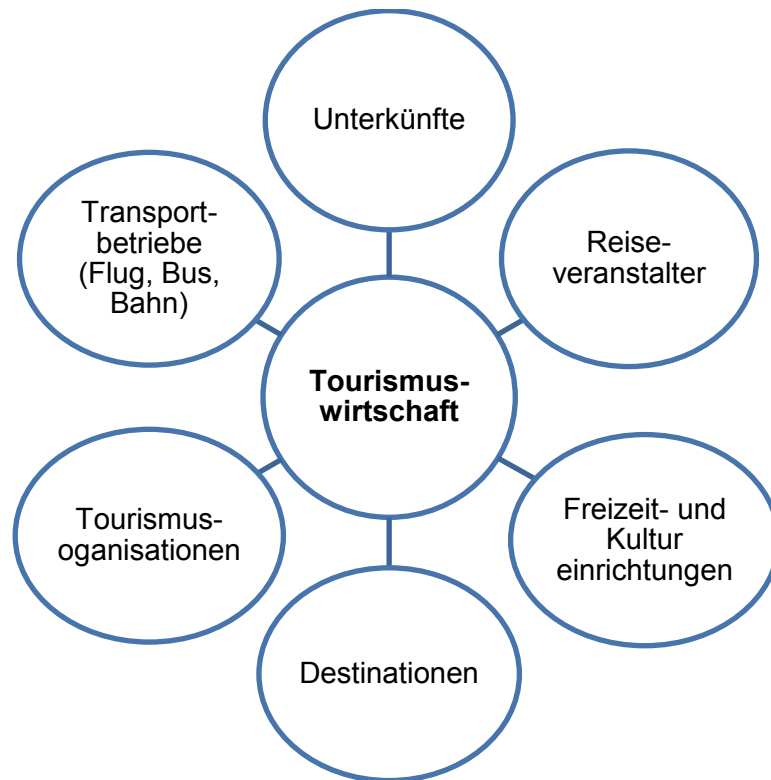 Unterkünfte
Transport-
betriebe
(Flug, Bus,
Bahn)
Reise-
veranstalter
Tourismus-
wirtschaft
Tourismus-
oganisationen
Freizeit- und
Kultur
einrichtungen
Destinationen